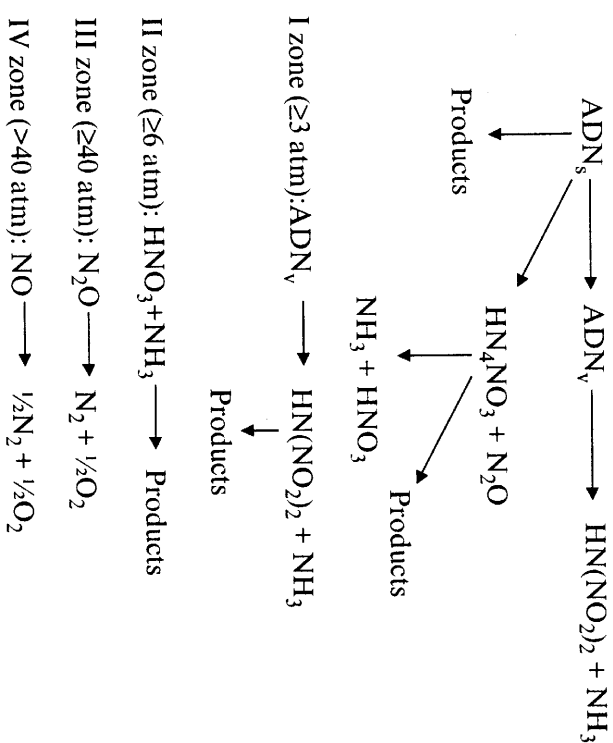 ADNₛ → ADNᵥ → HN(NO₂)₂ + NH₃
HN₄NO₃ + N₂O
Products
NH₃ + HNO₃
Products
I zone (≥3 atm):ADNᵥ → HN(NO₂)₂ + NH₃
Products
II zone (≥6 atm): HNO₃+NH₃ → Products
III zone (≥40 atm): N₂O → N₂ + ½O₂
IV zone (>40 atm): NO → ½N₂ + ½O₂